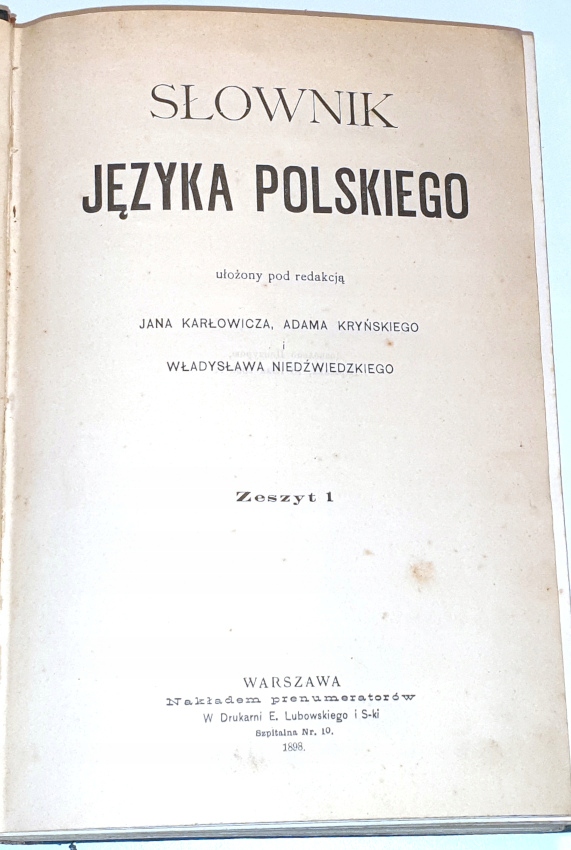 SŁOWNIK
JĘZYKA POLSKIEGO
ułożony pod redakcją
JANA KARŁOWICZA, ADAMA KRYŃSKIEGO
i
WŁADYSŁAWA NIEDŹWIEDZKIEGO
Zeszyt 1
WARSZAWA
Nakładem prenumeratorów
W Drukarni E. Lubowskiego i S-ki
Szpitalna Nr. 10.
1898.